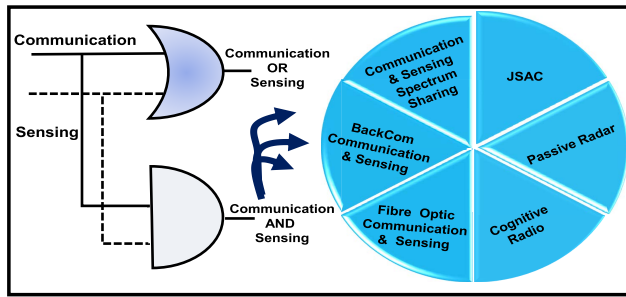 Communication
Sensing
Communication
OR
Sensing
Communication
AND
Sensing
Communication
& Sensing
Spectrum
Sharing
JSAC
BackCom
Communication
& Sensing
Passive Radar
Fibre Optic
Communication
& Sensing
Cognitive
Radio